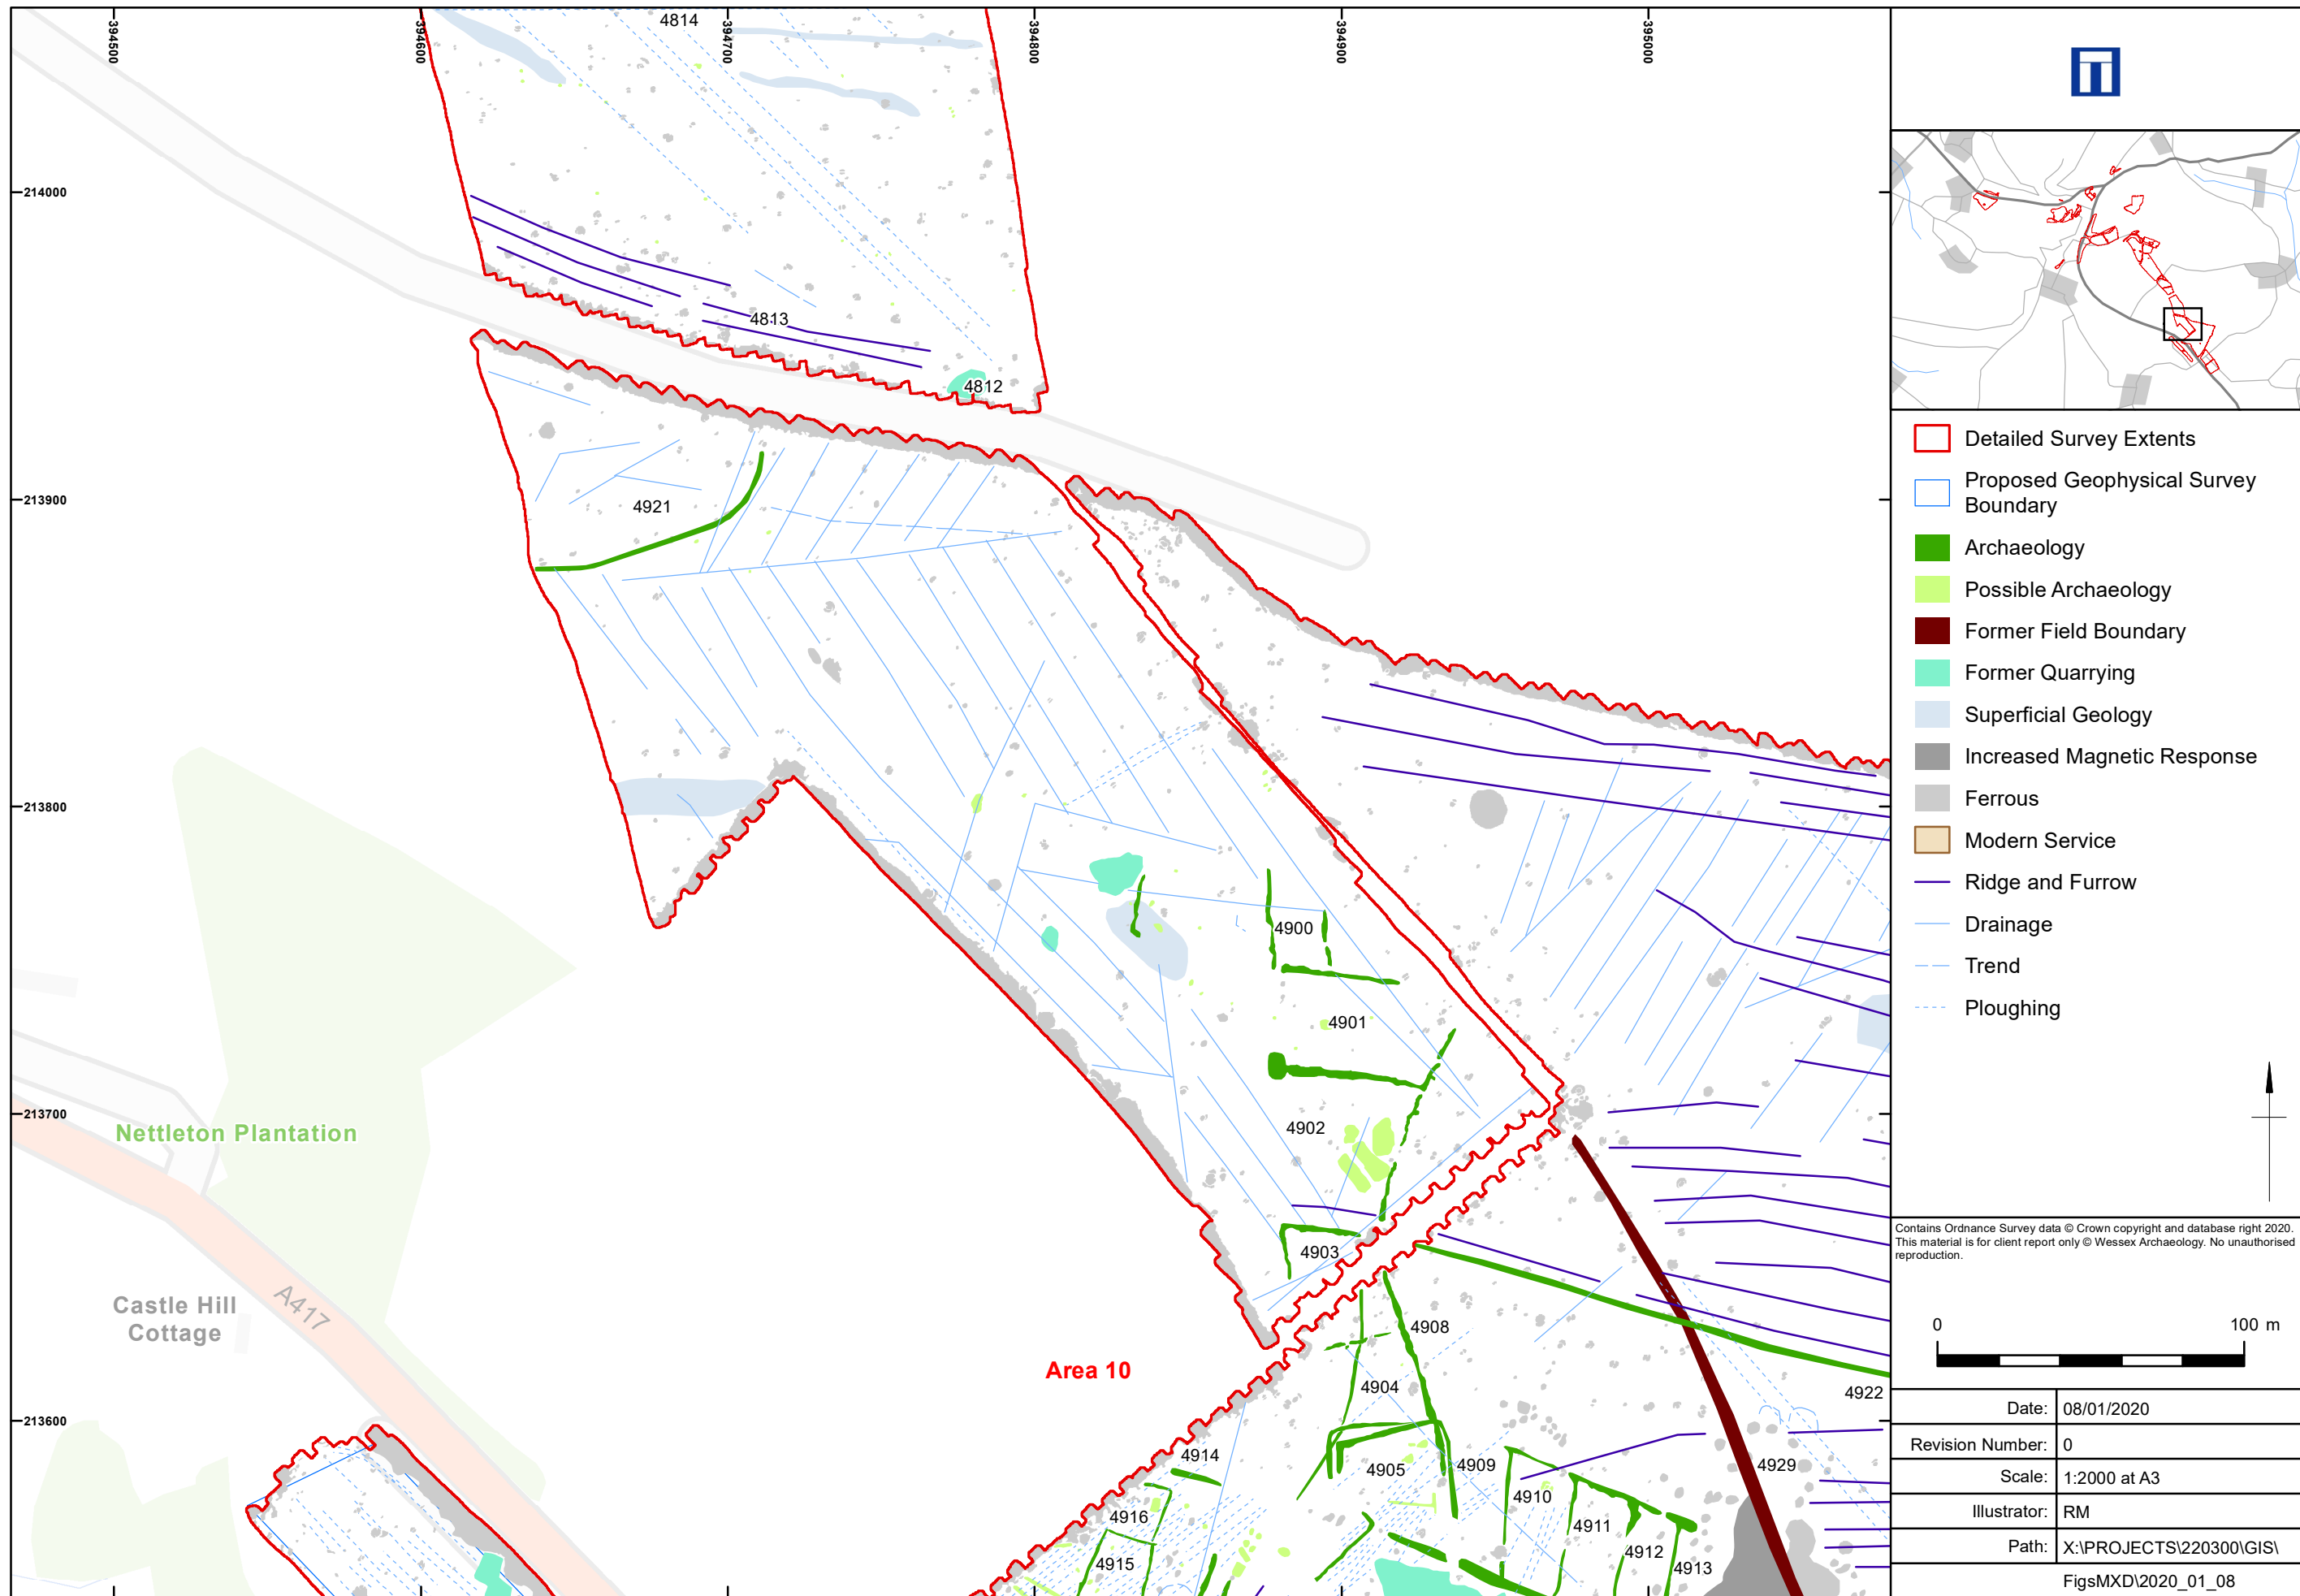 394500
394600
394700
394800
394900
395000
214000
213900
213800
213700
213600
4814
4813
4812
4921
4900
4901
4902
4903
4908
4904
4922
4914
4905
4909
4929
4910
4916
4911
4915
4912
4913
Nettleton Plantation
Castle Hill
Cottage
A417
Area 10
Detailed Survey Extents
Proposed Geophysical Survey
Boundary
Archaeology
Possible Archaeology
Former Field Boundary
Former Quarrying
Superficial Geology
Increased Magnetic Response
Ferrous
Modern Service
Ridge and Furrow
Drainage
Trend
Ploughing
Contains Ordnance Survey data © Crown copyright and database right 2020.
This material is for client report only © Wessex Archaeology. No unauthorised
reproduction.
0 100 m
Date: 08/01/2020
Revision Number: 0
Scale: 1:2000 at A3
Illustrator: RM
Path: X:\PROJECTS\220300\GIS\
FigsMXD\2020_01_08